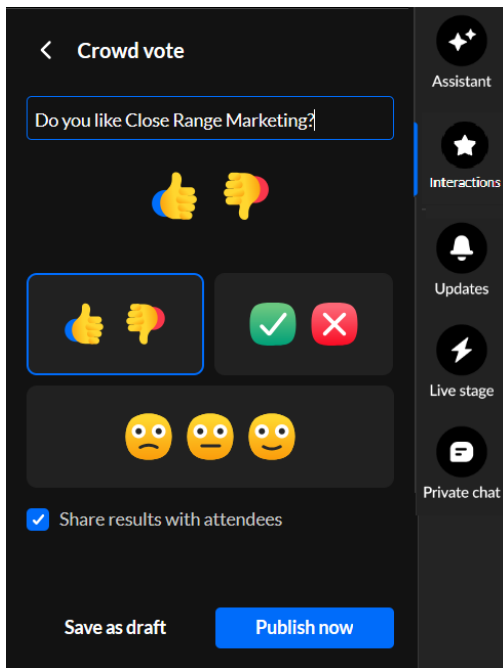 Crowd vote
Do you like Close Range Marketing?
Share results with attendees
Save as draft
Publish now
Assistant
Interactions
Updates
Live stage
Private chat